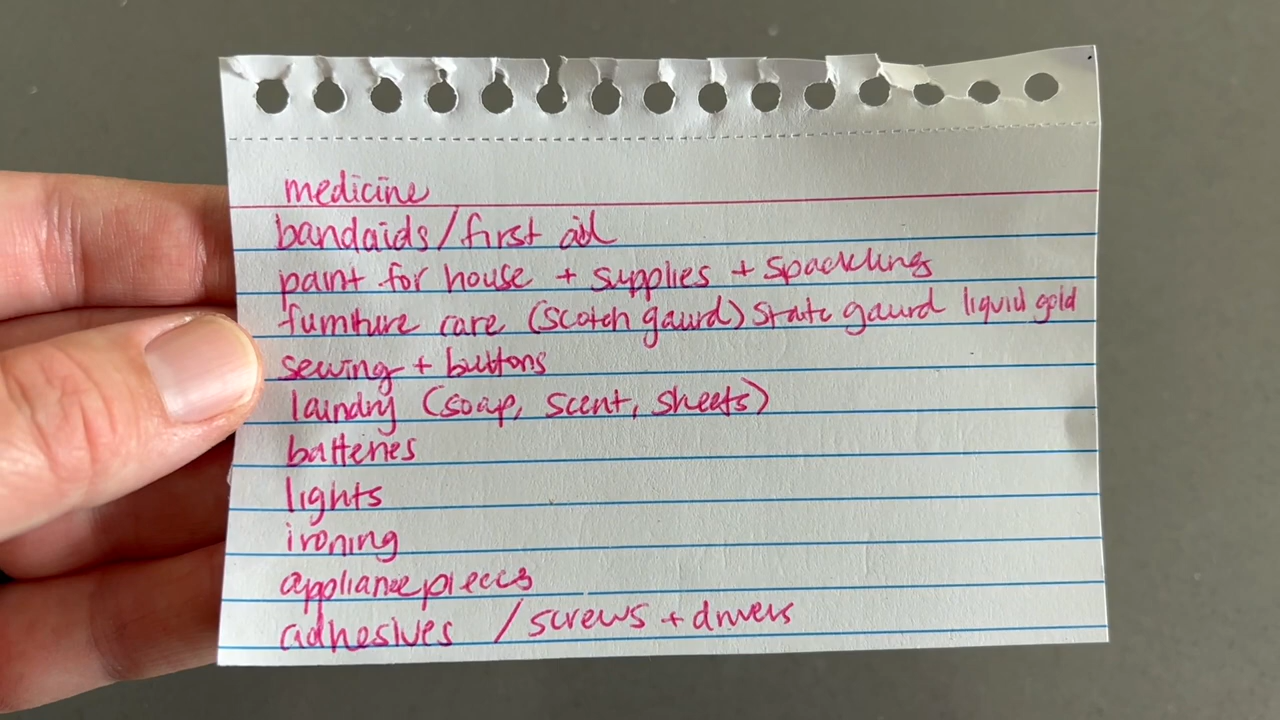 medicine
bandaids/first aid
paint for house + supplies + spackling
furniture care (scotch gaurd) state gaurd liquid gold
sewing + buttons
laundry (soap, scent, sheets)
batteries
lights
ironing
appliance pieces
adhesives / screws + drivers